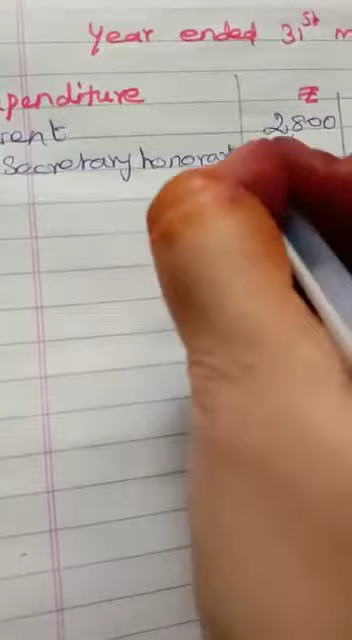 Year ended 31st
penditure ₹
rent 2800
Secretary honorar